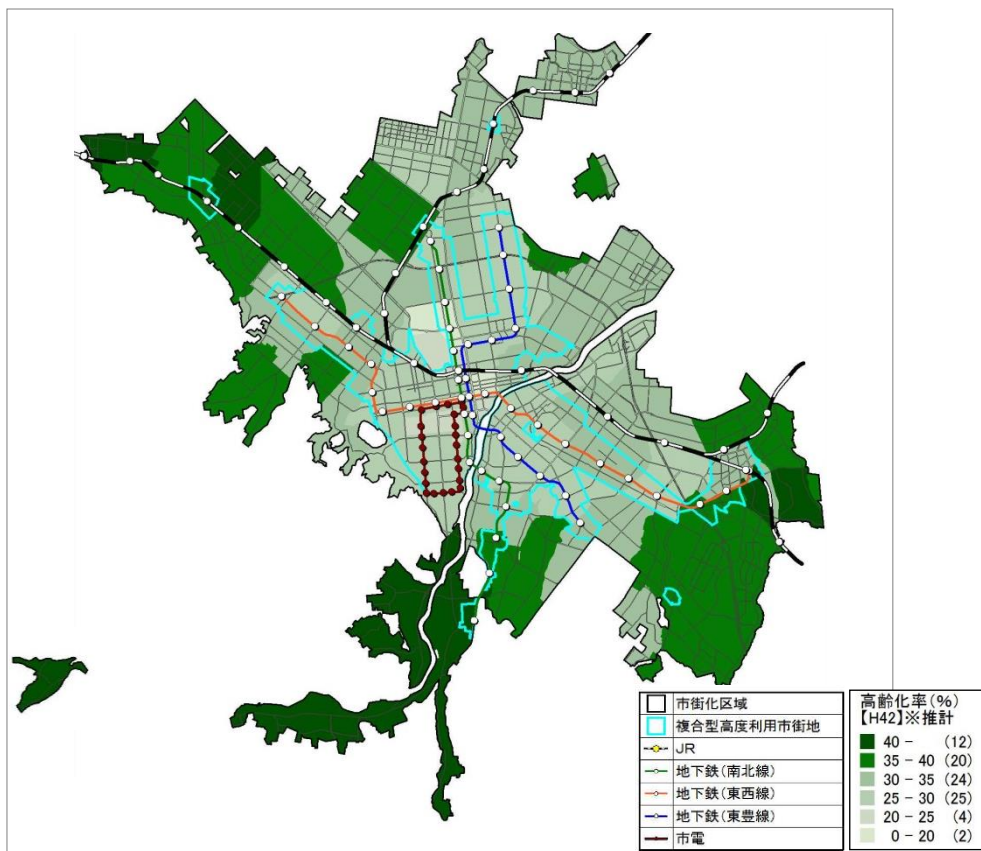 市街化区域
複合型高度利用市街地
JR
地下鉄(南北線)
地下鉄(東西線)
地下鉄(東豊線)
市電
高齢化率(%)
【H42】※推計
40 - (12)
35 - 40 (20)
30 - 35 (24)
25 - 30 (25)
20 - 25 (4)
0 - 20 (2)